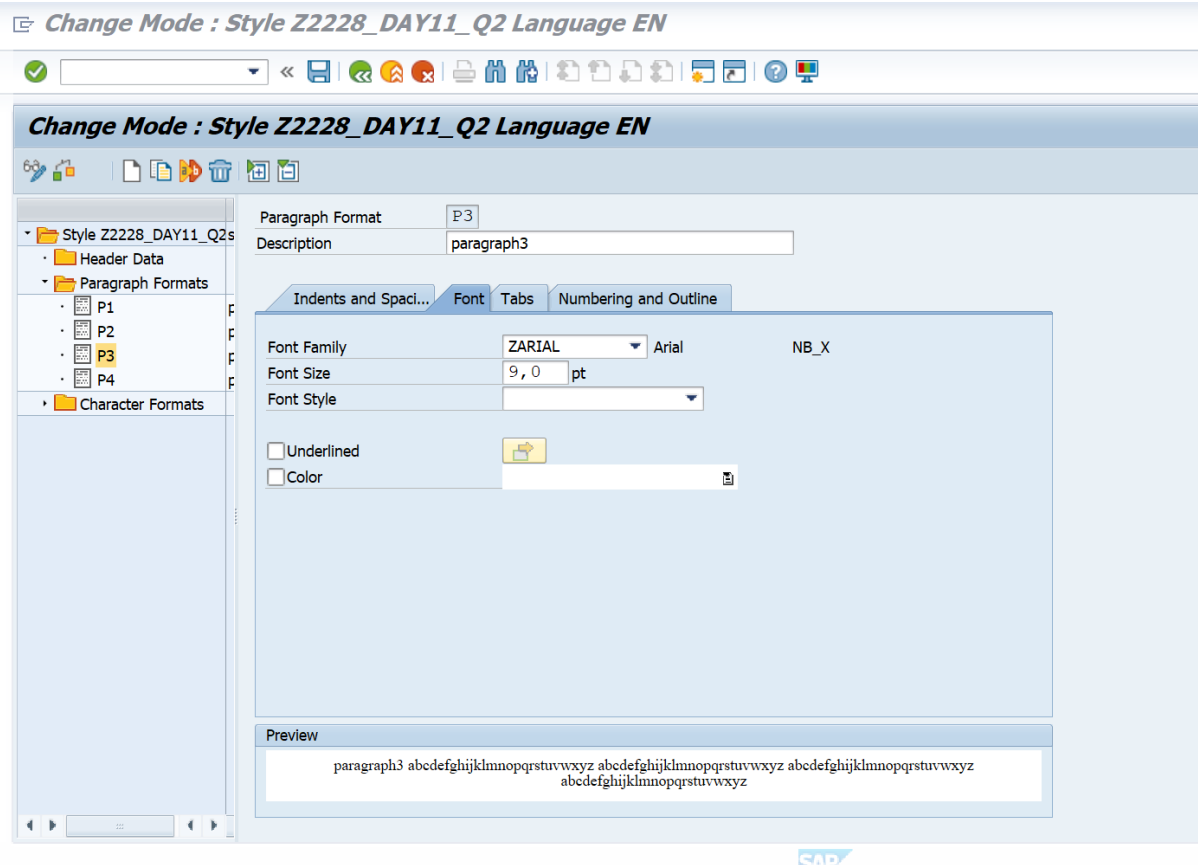 Change Mode : Style Z2228_DAY11_Q2 Language EN
Change Mode : Style Z2228_DAY11_Q2 Language EN
Style Z2228_DAY11_Q2s
Header Data
Paragraph Formats
P1
P2
P3
P4
Character Formats
Paragraph Format P3
Description paragraph3
Indents and Spaci... Font Tabs Numbering and Outline
Font Family ZARIAL Arial NB_X
Font Size 9,0 pt
Font Style
Underlined
Color
Preview
paragraph3 abcdefghijklmnopqrstuvwxyz abcdefghijklmnopqrstuvwxyz abcdefghijklmnopqrstuvwxyz
abcdefghijklmnopqrstuvwxyz
SAP